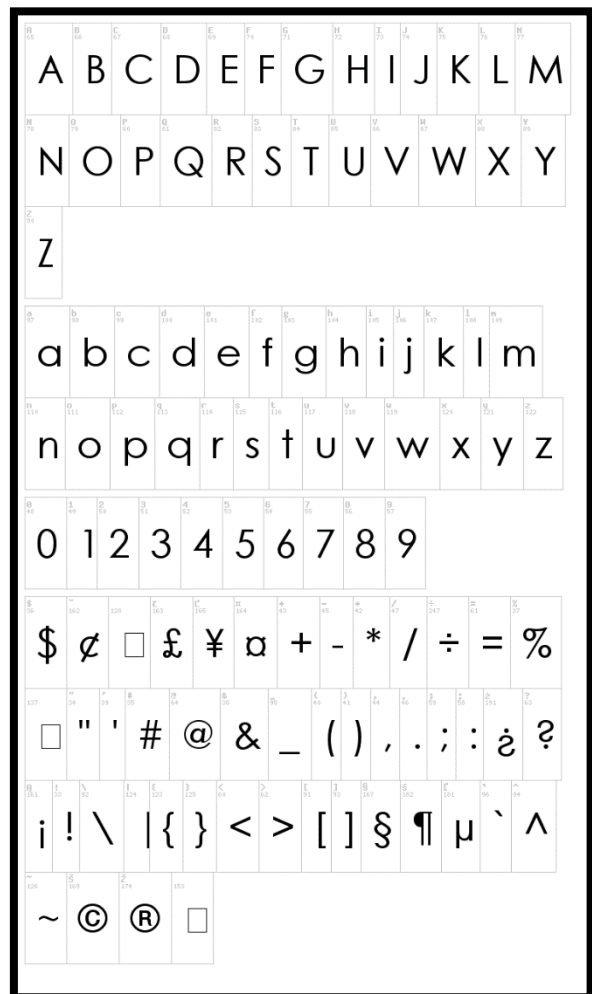 A B C D E F G H I J K L M
N O P Q R S T U V W X Y
Z
a b c d e f g h i j k l m
n o p q r s t u v w x y z
0 1 2 3 4 5 6 7 8 9
$ ¢ □ £ ¥ ¤ + - * / ÷ = %
□ " ' # @ & _ ( ) , . ; : ¿ ?
¡ ! \ | { } < > [ ] § ¶ µ ` ^
~ © ® □